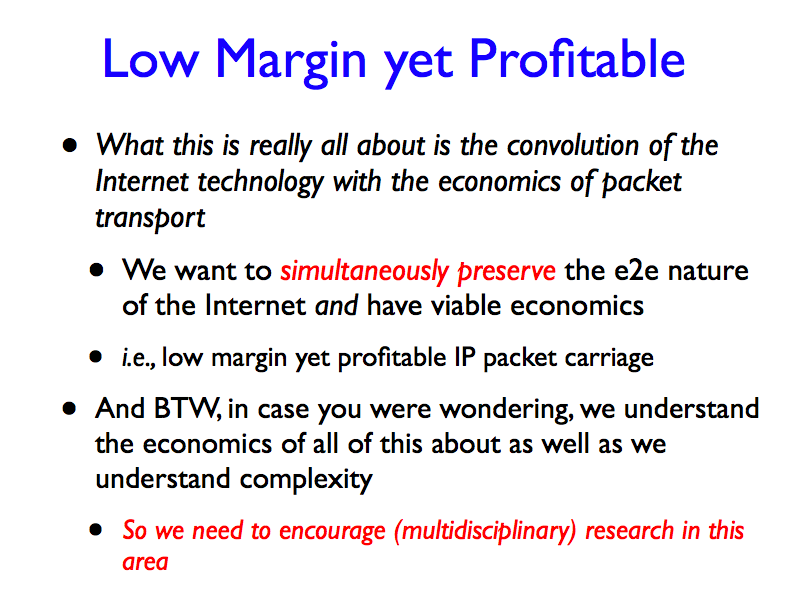 Low Margin yet Profitable
• What this is really all about is the convolution of the
Internet technology with the economics of packet
transport
• We want to simultaneously preserve the e2e nature
of the Internet and have viable economics
• i.e., low margin yet profitable IP packet carriage
• And BTW, in case you were wondering, we understand
the economics of all of this about as well as we
understand complexity
• So we need to encourage (multidisciplinary) research in this
area